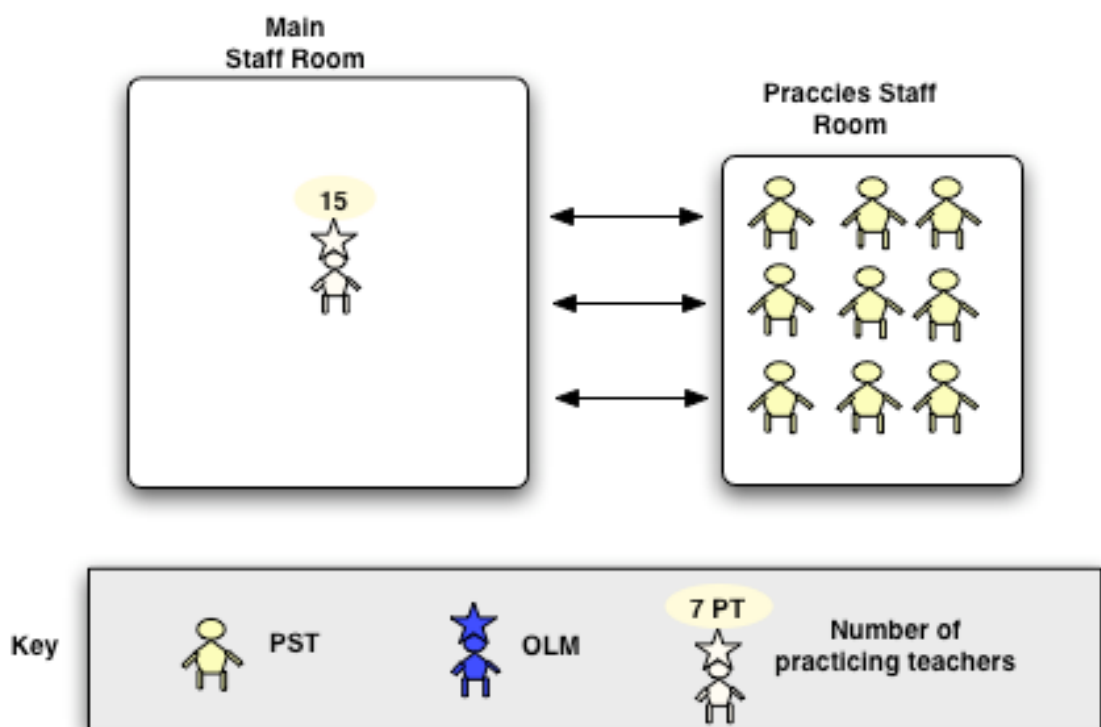 Main
Staff Room
Praccies Staff
Room
15
Key
PST
OLM
7 PT
Number of
practicing teachers